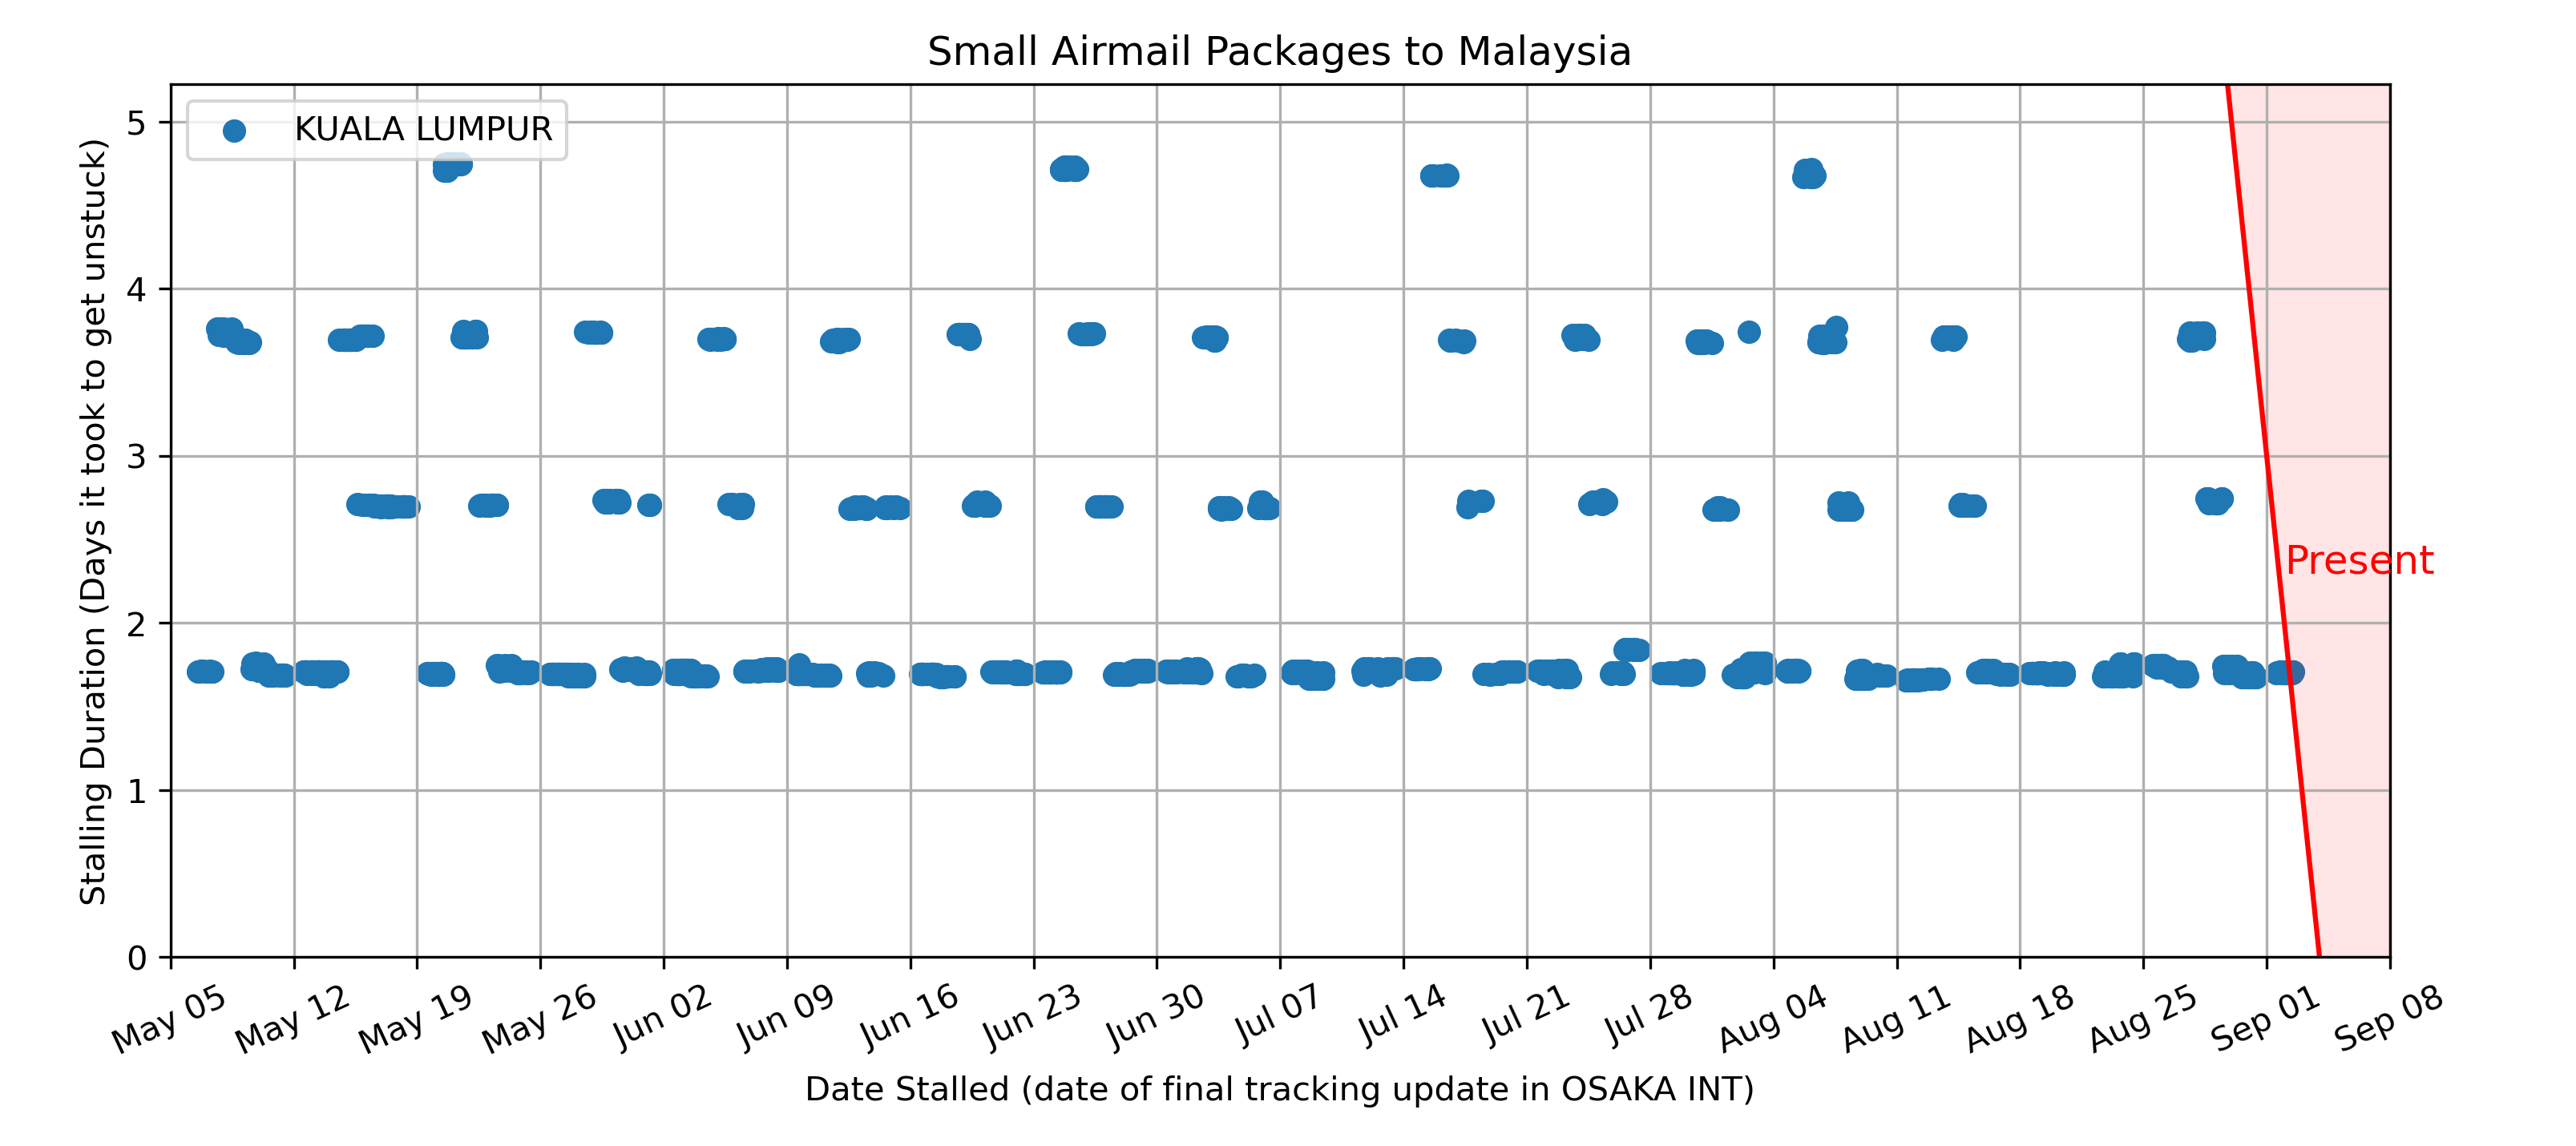 Small Airmail Packages to Malaysia
KUALA LUMPUR
5
4
3
2
1
0
Stalling Duration (Days it took to get unstuck)
Present
May 05
May 12
May 19
May 26
Jun 02
Jun 09
Jun 16
Jun 23
Jun 30
Jul 07
Jul 14
Jul 21
Jul 28
Aug 04
Aug 11
Aug 18
Aug 25
Sep 01
Sep 08
Date Stalled (date of final tracking update in OSAKA INT)